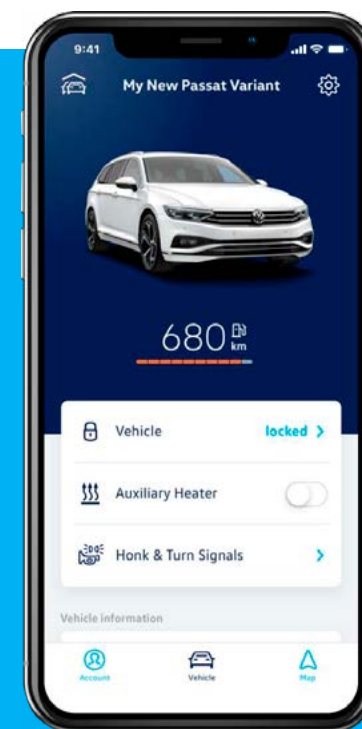 9:41
My New Passat Variant
680 km
Vehicle locked
Auxiliary Heater
Honk & Turn Signals
Vehicle information
Account Vehicle Map